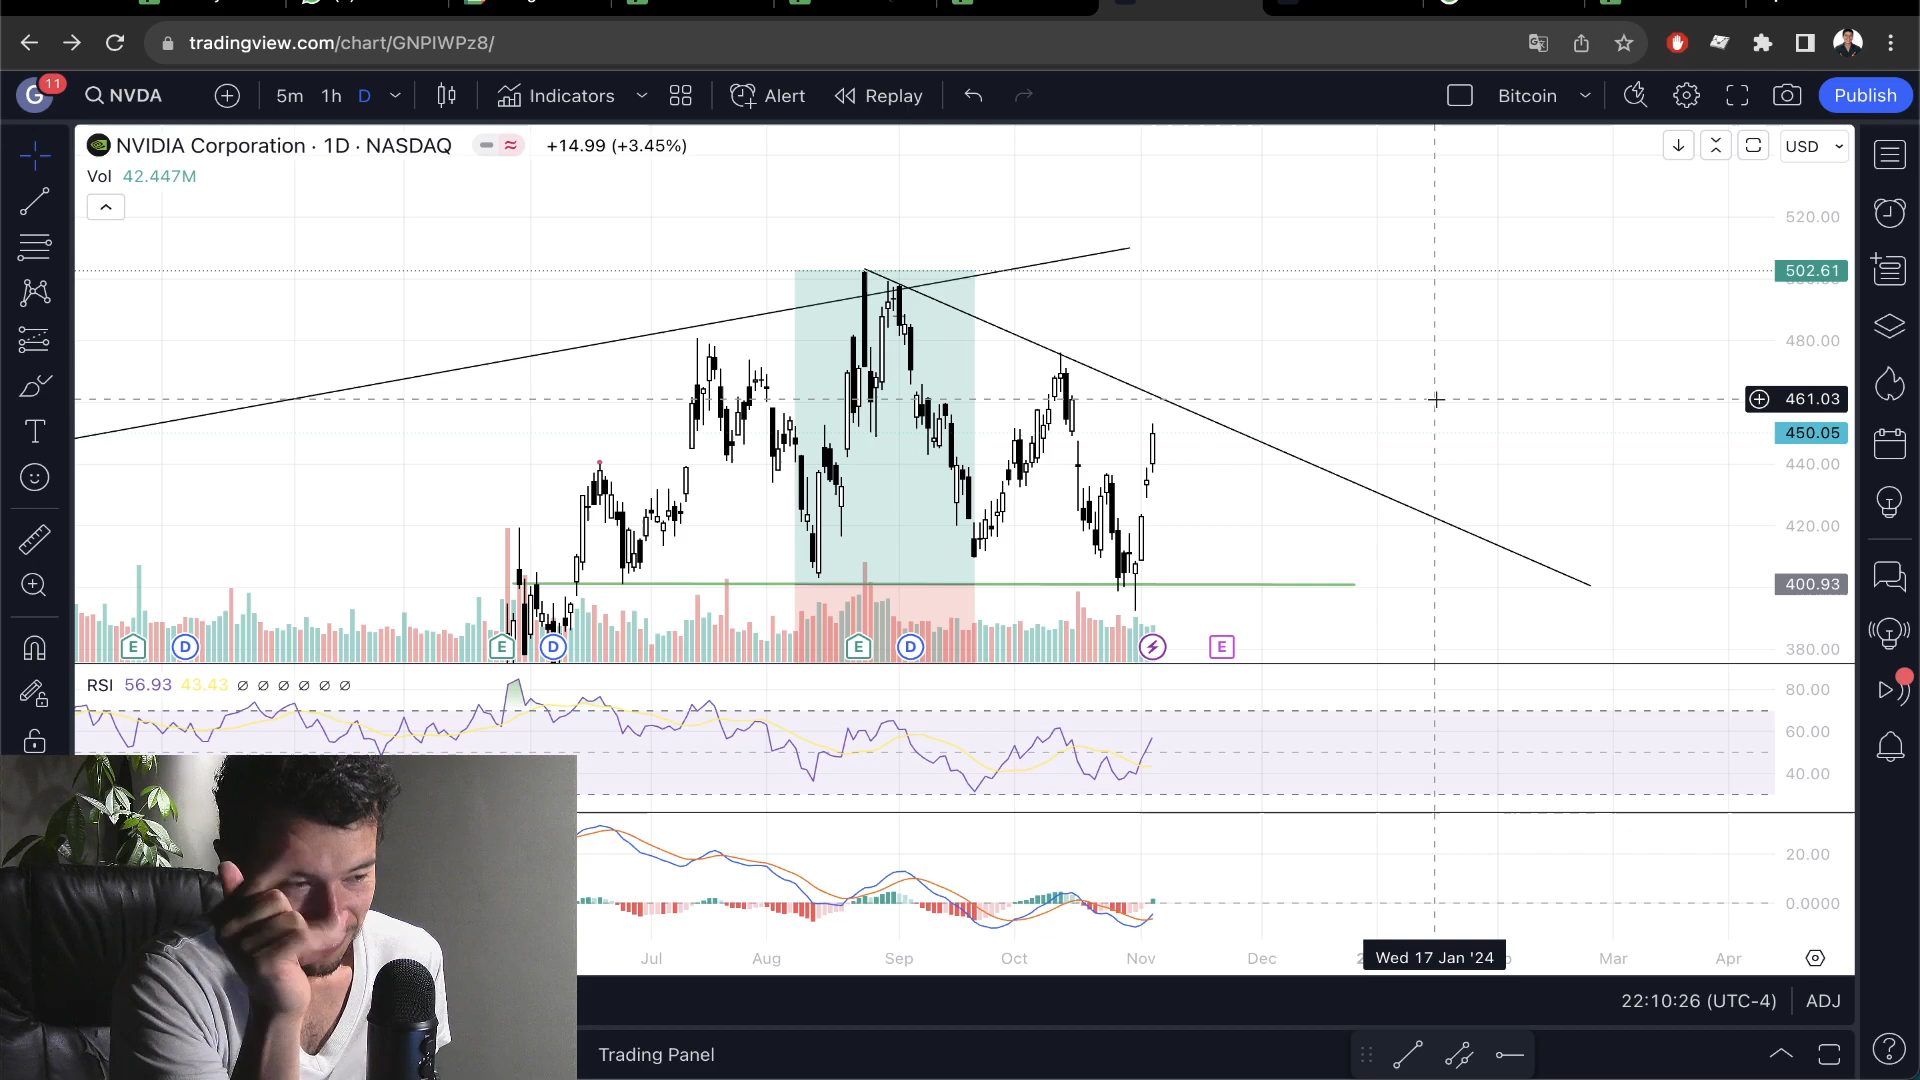 tradingview.com/chart/GNPIWPz8/
G
11
NVDA
5m
1h
D
Indicators
Alert
Replay
Bitcoin
Publish
NVIDIA Corporation · 1D · NASDAQ
+14.99 (+3.45%)
USD
Vol 42.447M
520.00
502.61
480.00
461.03
450.05
440.00
420.00
400.93
380.00
E
D
E
D
E
D
E
RSI 56.93 43.43 ∅ ∅ ∅ ∅ ∅ ∅
80.00
60.00
40.00
20.00
0.0000
Jul
Aug
Sep
Oct
Nov
Dec
Wed 17 Jan '24
Mar
Apr
22:10:26 (UTC-4)
ADJ
Trading Panel